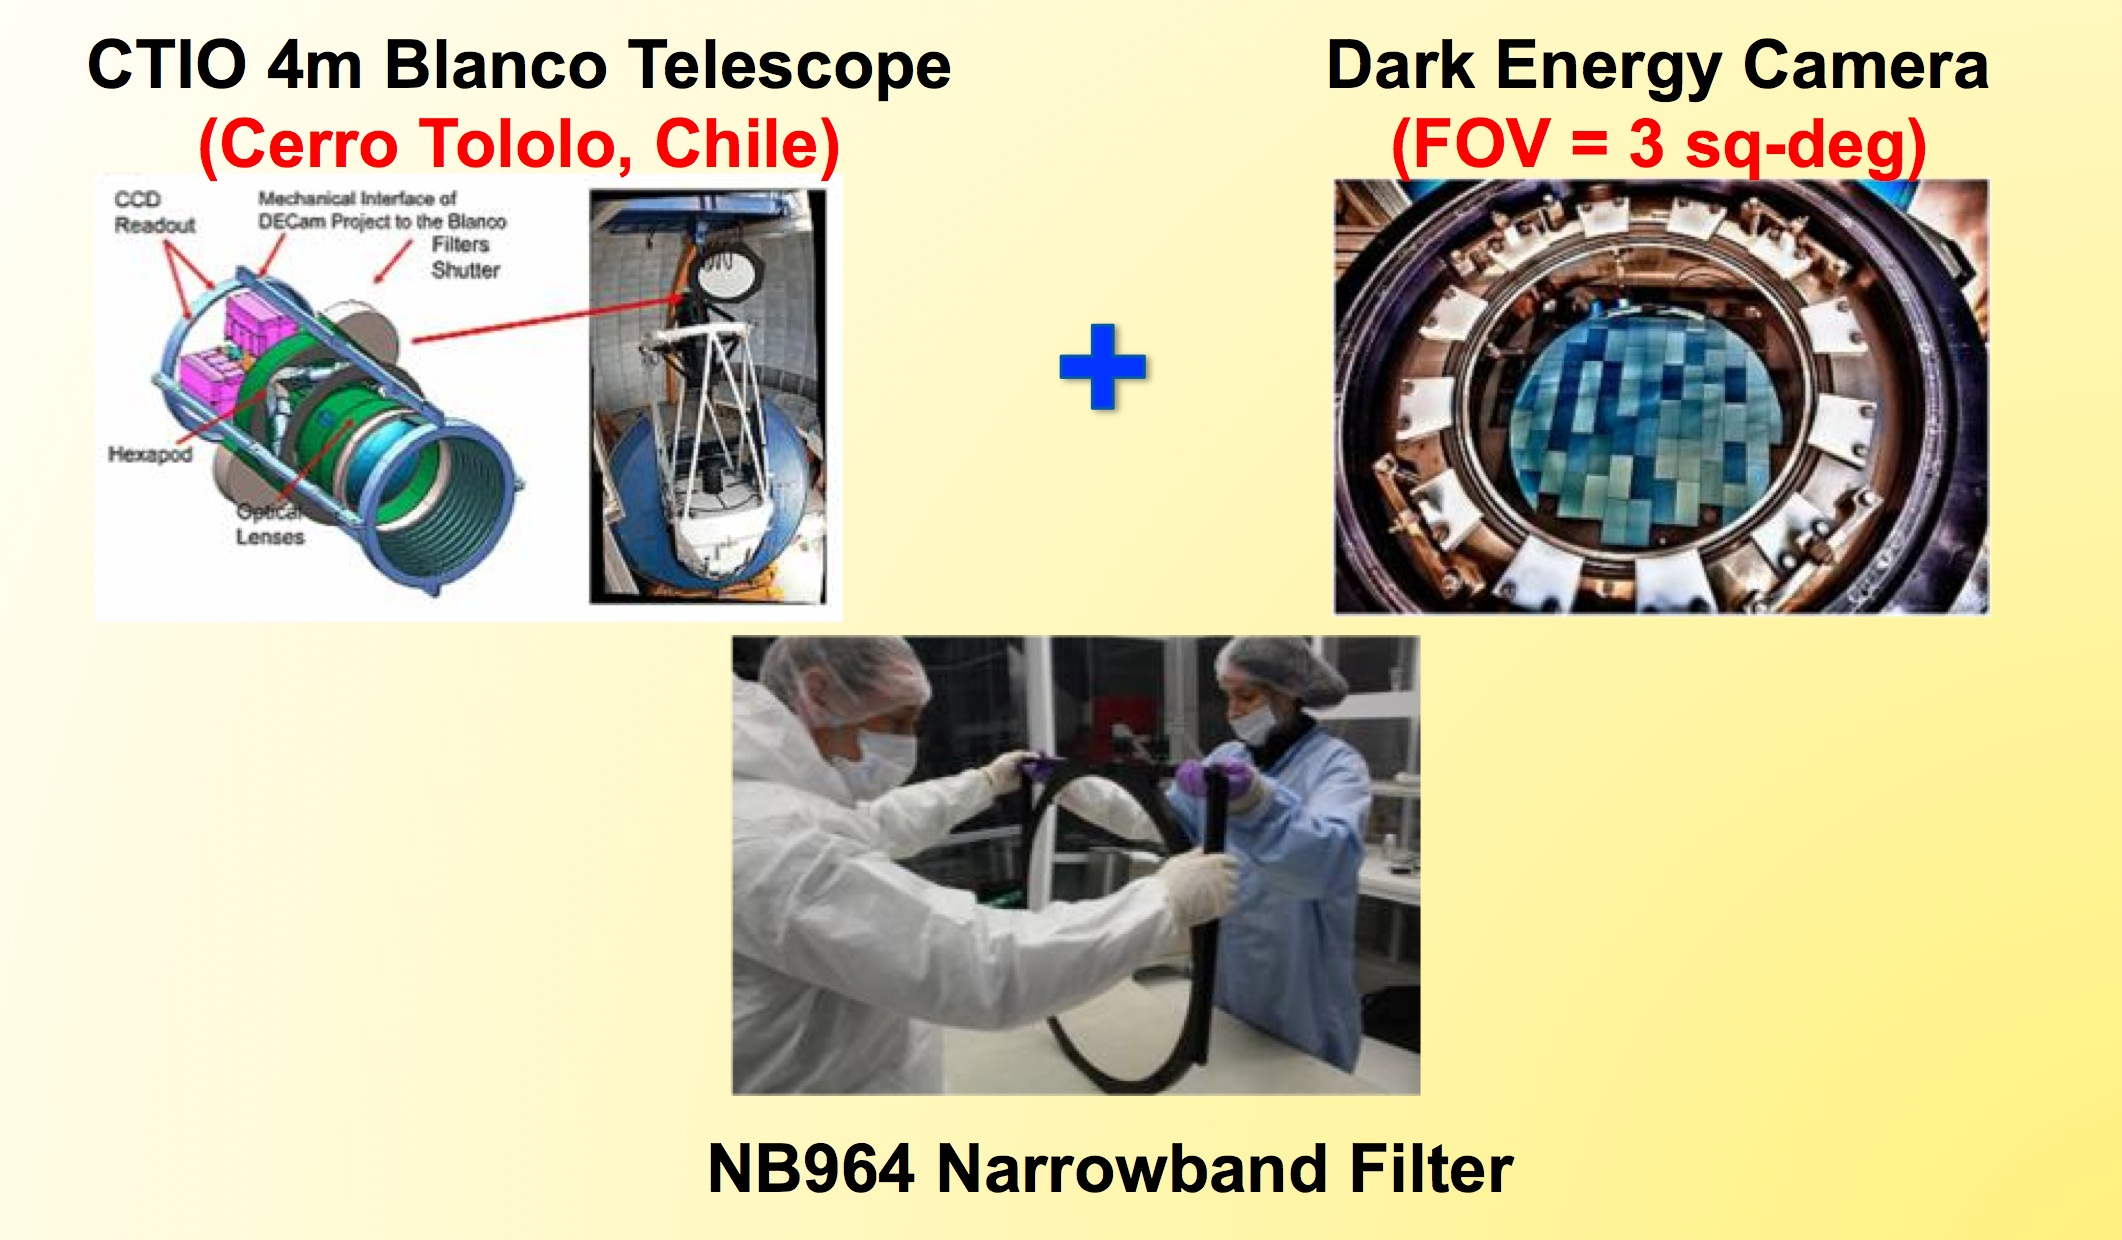 CTIO 4m Blanco Telescope
(Cerro Tololo, Chile)
Dark Energy Camera
(FOV = 3 sq-deg)
CCD
Readout
Mechanical Interface of
DECam Project to the Blanco
Filters
Shutter
Hexapod
Optical
Lenses
NB964 Narrowband Filter